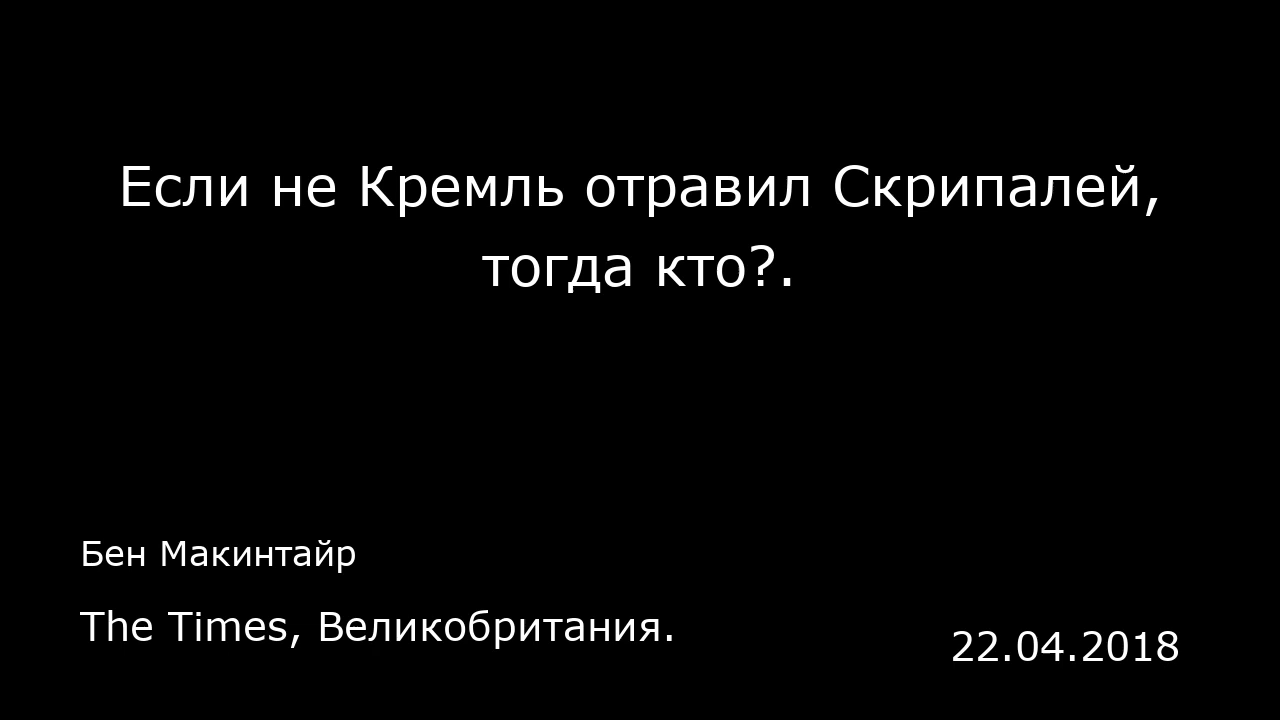 Если не Кремль отравил Скрипалей,
тогда кто?.
Бен Макинтайр
The Times, Великобритания.
22.04.2018